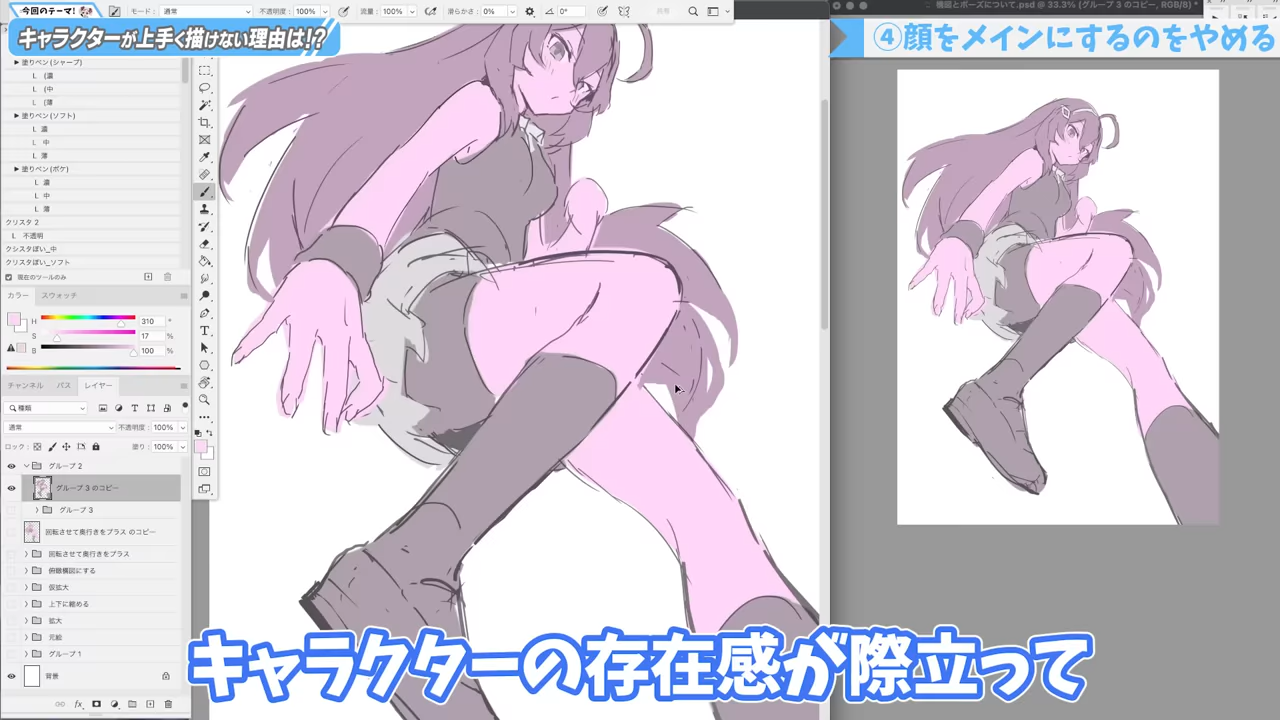 今回のテーマ!
キャラクターが上手く描けない理由は!?
モード： 通常
不透明度： 100%
流量： 100%
滑らかさ： 0%
0°
構図とポーズについて.psd @ 33.3% (グループ 3 のコピー, RGB/8) *
④顔をメインにするのをやめる
塗りペン(シャープ)
L (濃
L (中
L (薄
塗りペン(ソフト)
L 濃
L 中
L 薄
塗りペン(ボケ)
L 濃
L 中
L 薄
クリスタ 2
L 不透明
クシスタぽい_中
クリスタぽい_ソフト
現在のツールのみ
カラー スウォッチ
H 310 °
S 17 %
B 100 %
チャンネル パス レイヤー
種類
通常 不透明度： 100%
ロック： 塗り： 100%
グループ 2
グループ 3 のコピー
グループ 3
回転させて奥行きをプラス のコピー
回転させて奥行きをプラス
俯瞰構図にする
仮拡大
上下に縮める
拡大
元絵
グループ 1
背景
fx
キャラクターの存在感が際立って